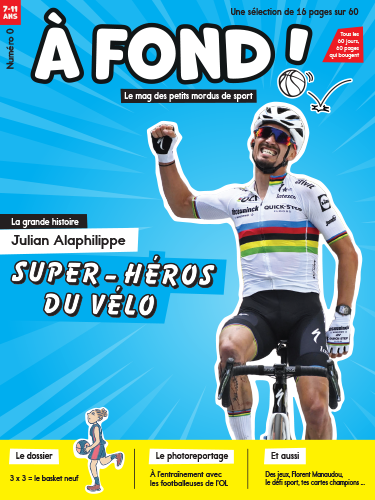 7-11
ANS
Numéro 0
Une sélection de 16 pages sur 60
À FOND !
Tous les
60 jours,
60 pages
qui bougent
Le mag des petits mordus de sport
La grande histoire
Julian Alaphilippe
SUPER-HÉROS
DU VÉLO
QUICK-STEP
Le dossier
3 x 3 = le basket neuf
Le photoreportage
À l'entraînement avec
les footballeuses de l'OL
Et aussi
Des jeux, Florent Manaudou,
le défi sport, tes cartes champions ...